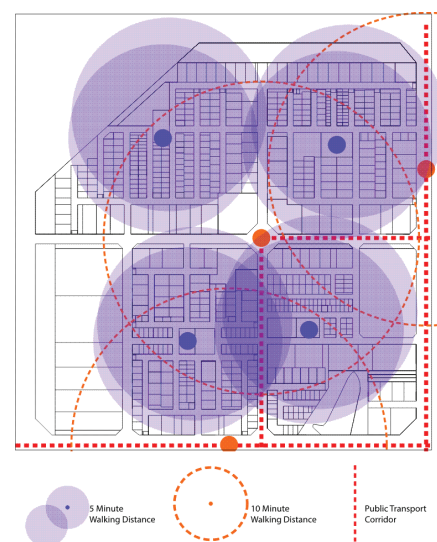 5 Minute
Walking Distance
10 Minute
Walking Distance
Public Transport
Corridor